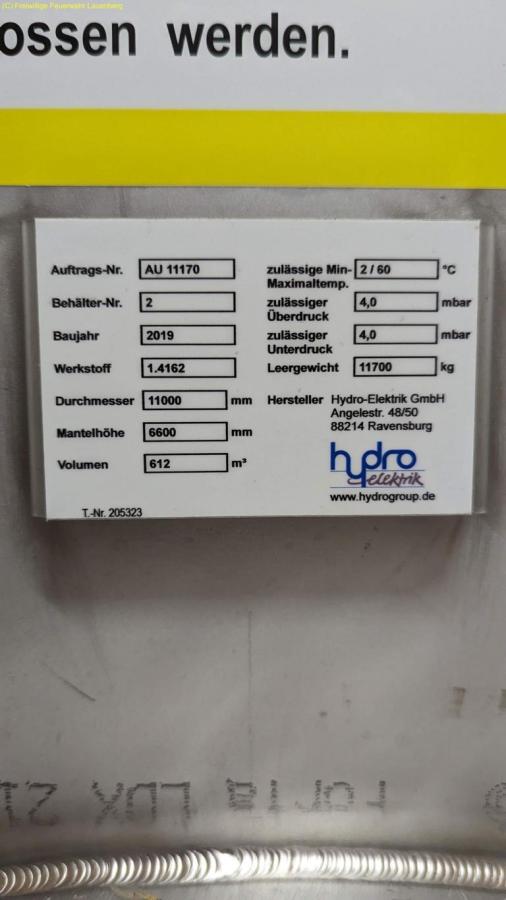 (C) Freiwillige Feuerwehr Lauenberg
ossen werden.
Auftrags-Nr. AU 11170
Behälter-Nr. 2
Baujahr 2019
Werkstoff 1.4162
Durchmesser 11000 mm
Mantelhöhe 6600 mm
Volumen 612 m³
T.-Nr. 205323
zulässige Min-
Maximaltemp. 2 / 60 °C
zulässiger
Überdruck 4,0 mbar
zulässiger
Unterdruck 4,0 mbar
Leergewicht 11700 kg
Hersteller Hydro-Elektrik GmbH
Angelestr. 48/50
88214 Ravensburg
hydro
elektrik
www.hydrogroup.de